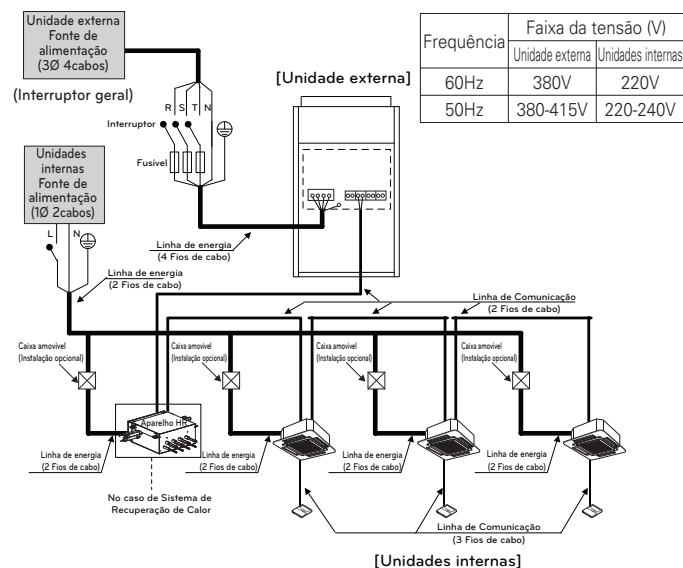 Unidade externa
Fonte de
alimentação
(3Ø 4cabos)
(Interruptor geral)
R S T N
Interruptor
Fusível
[Unidade externa]
Frequência
Faixa da tensão (V)
Unidade externa Unidades internas
60Hz 380V 220V
50Hz 380-415V 220-240V
Unidades
internas
Fonte de
alimentação
(1Ø 2cabos)
L N
Linha de energia
(4 Fios de cabo)
Linha de energia
(2 Fios de cabo)
Linha de Comunicação
(2 Fios de cabo)
Caixa amovível
(Instalação opcional)
Caixa amovível
(Instalação opcional)
Caixa amovível
(Instalação opcional)
Caixa amovível
(Instalação opcional)
Aparelho HR
Linha de energia
(2 Fios de cabo)
Linha de energia
(2 Fios de cabo)
Linha de energia
(2 Fios de cabo)
Linha de energia
(2 Fios de cabo)
No caso de Sistema de
Recuperação de Calor
Linha de Comunicação
(3 Fios de cabo)
[Unidades internas]